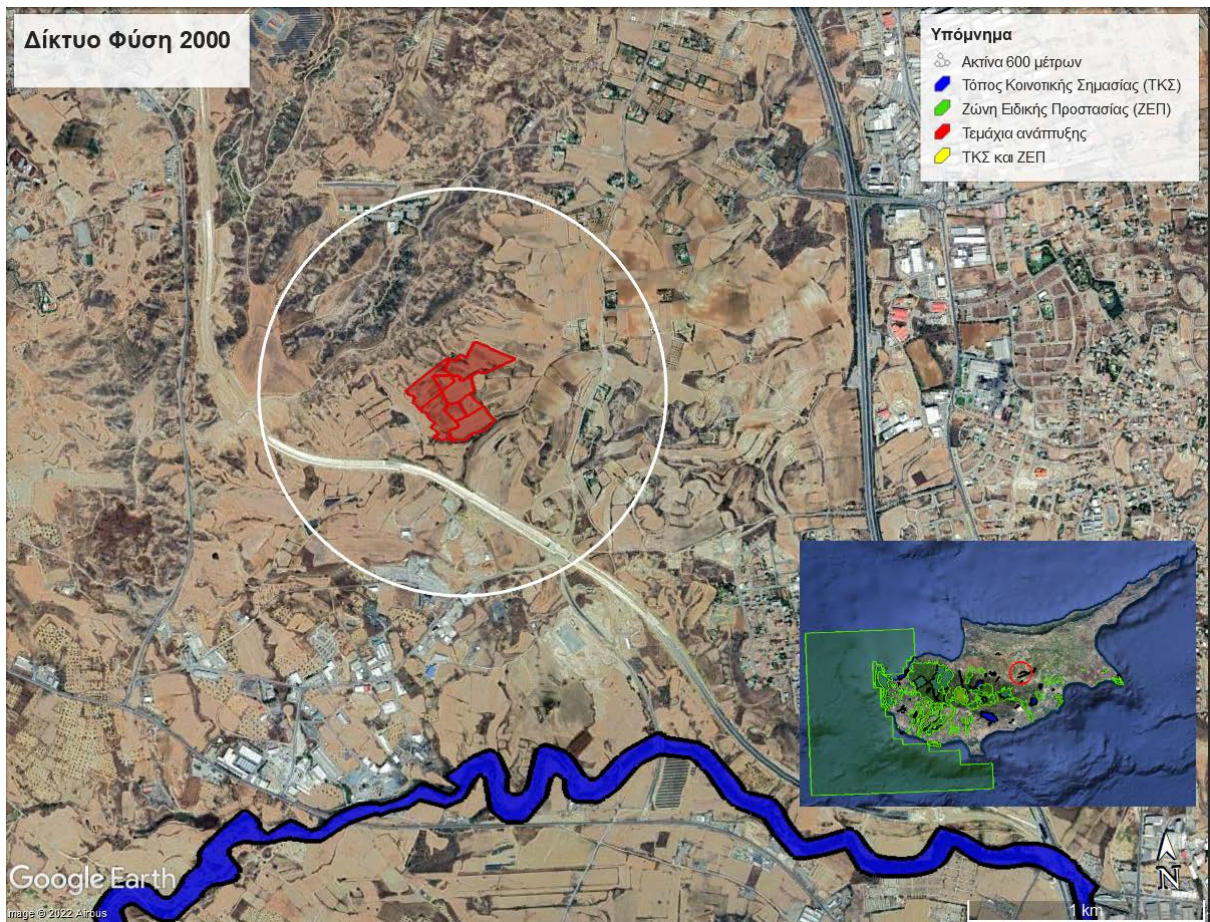 Δίκτυο Φύση 2000
Υπόμνημα
Ακτίνα 600 μέτρων
Τόπος Κοινοτικής Σημασίας (ΤΚΣ)
Ζώνη Ειδικής Προστασίας (ΖΕΠ)
Τεμάχια ανάπτυξης
ΤΚΣ και ΖΕΠ
Google Earth
mage © 2022 Airbus
N
1 km